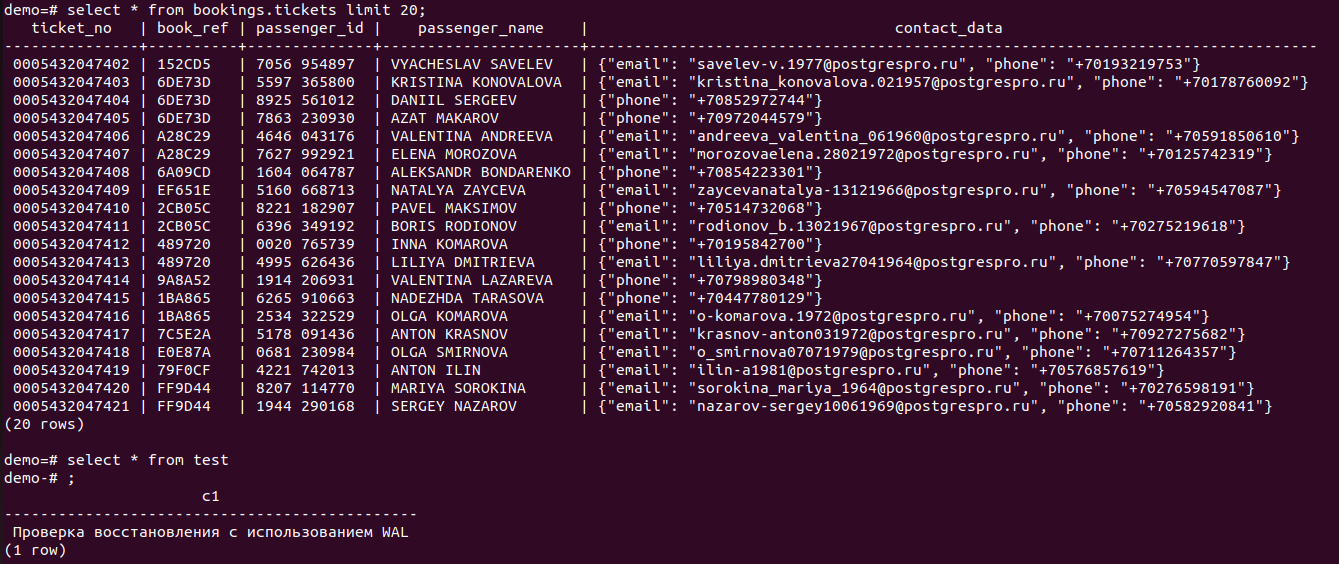 demo=# select * from bookings.tickets limit 20;
ticket_no | book_ref | passenger_id | passenger_name | contact_data
---------------+----------+--------------+---------------------+---------------------------------------------------------------------------------
0005432047402 | 152CD5 | 7056 954897 | VYACHESLAV SAVELEV | {"email": "savelev-v.1977@postgrespro.ru", "phone": "+70193219753"}
0005432047403 | 6DE73D | 5597 365800 | KRISTINA KONOVALOVA | {"email": "kristina_konovalova.021957@postgrespro.ru", "phone": "+70178760092"}
0005432047404 | 6DE73D | 8925 561012 | DANIIL SERGEEV | {"phone": "+70852972744"}
0005432047405 | 6DE73D | 7863 230930 | AZAT MAKAROV | {"phone": "+70972044579"}
0005432047406 | A28C29 | 4646 043176 | VALENTINA ANDREEVA | {"email": "andreeva_valentina_061960@postgrespro.ru", "phone": "+70591850610"}
0005432047407 | A28C29 | 7627 992921 | ELENA MOROZOVA | {"email": "morozovaelena.28021972@postgrespro.ru", "phone": "+70125742319"}
0005432047408 | 6A09CD | 1604 064787 | ALEKSANDR BONDARENKO | {"phone": "+70854223301"}
0005432047409 | EF651E | 5160 668713 | NATALYA ZAYCEVA | {"email": "zaycevanatalya-13121966@postgrespro.ru", "phone": "+70594547087"}
0005432047410 | 2CB05C | 8221 182907 | PAVEL MAKSIMOV | {"phone": "+70514732068"}
0005432047411 | 2CB05C | 6396 349192 | BORIS RODIONOV | {"email": "rodionov_b.13021967@postgrespro.ru", "phone": "+70275219618"}
0005432047412 | 489720 | 0020 765739 | INNA KOMAROVA | {"phone": "+70195842700"}
0005432047413 | 489720 | 4995 626436 | LILIYA DMITRIEVA | {"email": "liliya.dmitrieva27041964@postgrespro.ru", "phone": "+70770597847"}
0005432047414 | 9A8A52 | 1914 206931 | VALENTINA LAZAREVA | {"phone": "+70798980348"}
0005432047415 | 1BA865 | 6265 910663 | NADEZHDA TARASOVA | {"phone": "+70447780129"}
0005432047416 | 1BA865 | 2534 322529 | OLGA KOMAROVA | {"email": "o-komarova.1972@postgrespro.ru", "phone": "+70075274954"}
0005432047417 | 7C5E2A | 5178 091436 | ANTON KRASNOV | {"email": "krasnov-anton031972@postgrespro.ru", "phone": "+70927275682"}
0005432047418 | E0E87A | 0681 230984 | OLGA SMIRNOVA | {"email": "o_smirnova07071979@postgrespro.ru", "phone": "+70711264357"}
0005432047419 | 79F0CF | 4221 742013 | ANTON ILIN | {"email": "ilin-a1981@postgrespro.ru", "phone": "+70576857619"}
0005432047420 | FF9D44 | 8207 114770 | MARIYA SOROKINA | {"email": "sorokina_mariya_1964@postgrespro.ru", "phone": "+70276598191"}
0005432047421 | FF9D44 | 1944 290168 | SERGEY NAZAROV | {"email": "nazarov-sergey10061969@postgrespro.ru", "phone": "+70582920841"}
(20 rows)
demo=# select * from test
demo-# ;
c1
----------------------------------------------
Проверка восстановления с использованием WAL
(1 row)